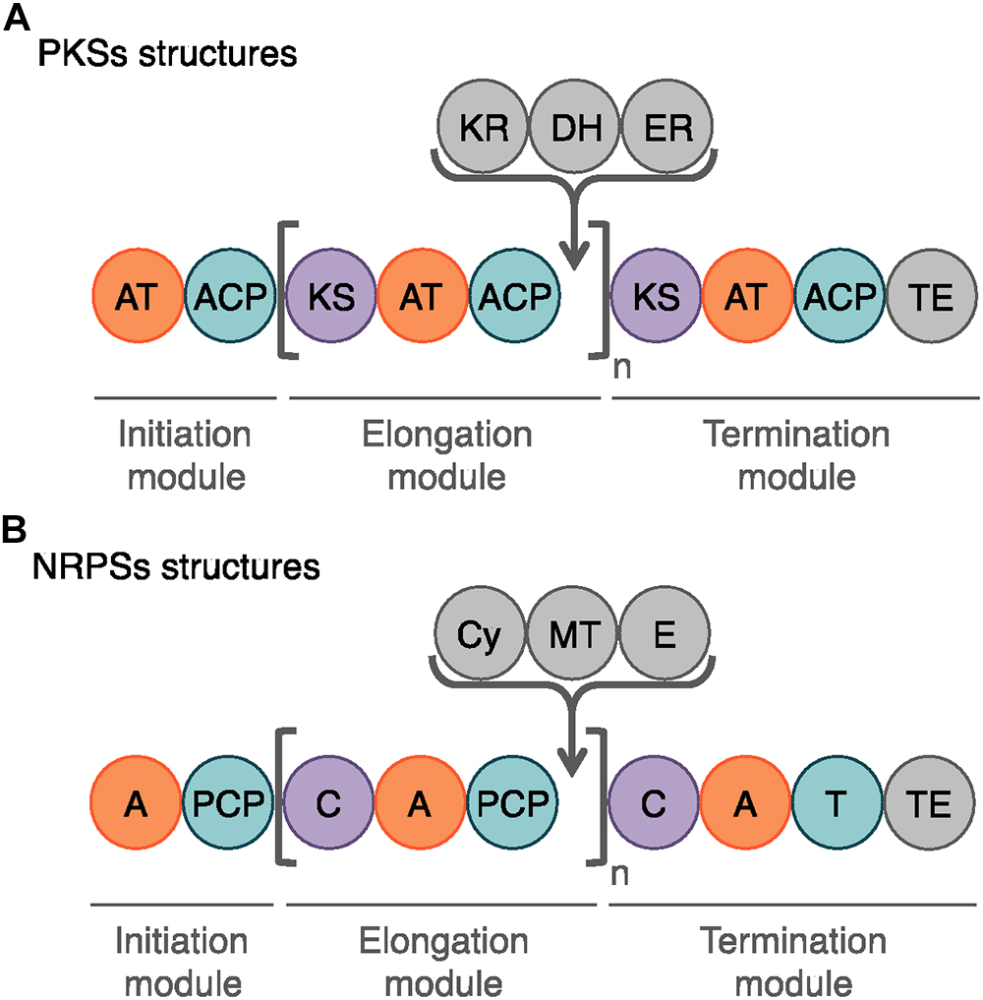 A
PKSs structures
KR DH ER
AT ACP KS AT ACP KS AT ACP TE
n
Initiation module
Elongation module
Termination module
B
NRPSs structures
Cy MT E
A PCP C A PCP C A T TE
n
Initiation module
Elongation module
Termination module